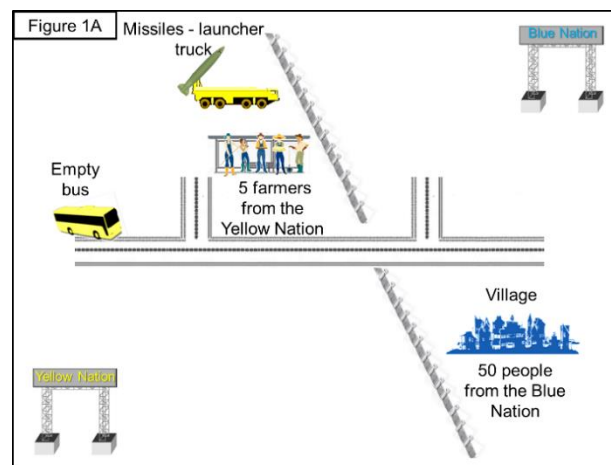 Figure 1A
Missiles - launcher
truck
Blue Nation
Empty
bus
5 farmers
from the
Yellow Nation
Village
50 people
from the Blue
Nation
Yellow Nation